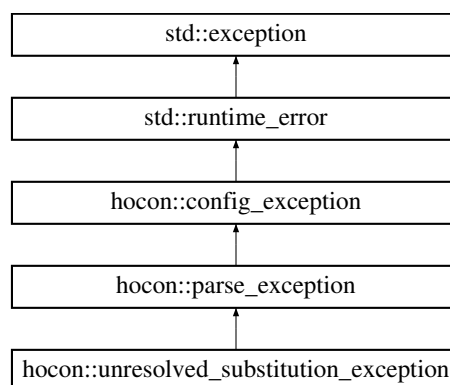 std::exception
std::runtime_error
hocon::config_exception
hocon::parse_exception
hocon::unresolved_substitution_exception